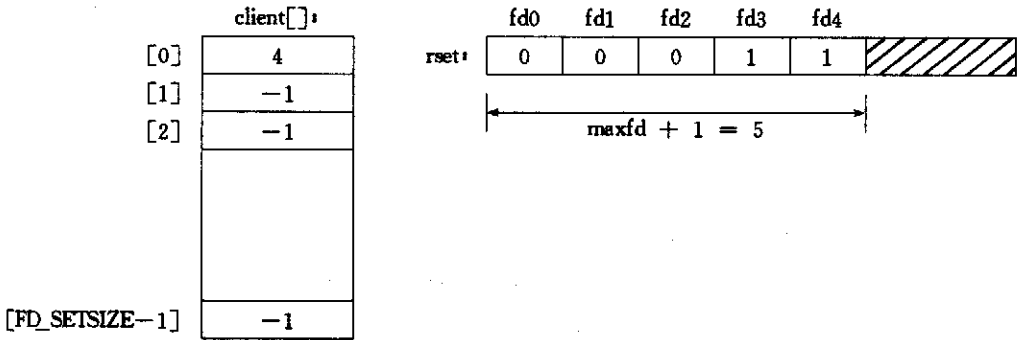 client[]:
[0] 4
[1] −1
[2] −1
[FD_SETSIZE−1] −1
fd0 fd1 fd2 fd3 fd4
rset: 0 0 0 1 1
maxfd + 1 = 5